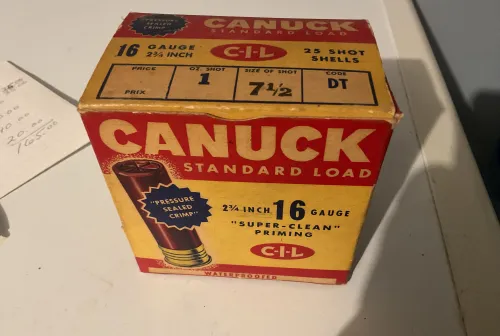 "PRESSURE
SEALED
CRIMP"
CANUCK
STANDARD LOAD
16 GAUGE
2¾ INCH
C-I-L
25 SHOT
SHELLS
PRICE
PRIX
OZ. SHOT
1
SIZE OF SHOT
7½
CODE
DT
CANUCK
STANDARD LOAD
"PRESSURE
SEALED
CRIMP"
2¾ INCH 16 GAUGE
"SUPER-CLEAN"
PRIMING
C-I-L
WATERPROOFED